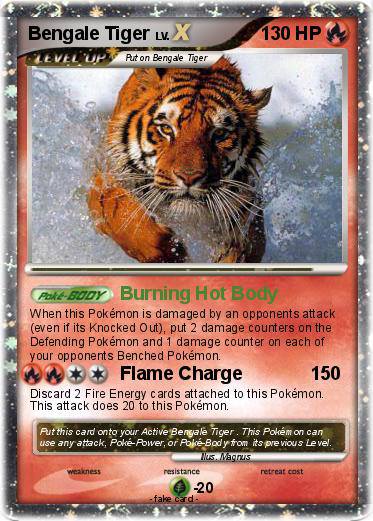 Bengale Tiger LV. X 130 HP
LEVEL UP Put on Bengale Tiger
Poké-BODY Burning Hot Body
When this Pokémon is damaged by an opponents attack
(even if its Knocked Out), put 2 damage counters on the
Defending Pokémon and 1 damage counter on each of
your opponents Benched Pokémon.
Flame Charge 150
Discard 2 Fire Energy cards attached to this Pokémon.
This attack does 20 to this Pokémon.
Put this card onto your Active Bengale Tiger . This Pokémon can
use any attack, Poké-Power, or Poké-Body from its previous Level.
Illus. Magnus
weakness resistance retreat cost
-20
- fake card -